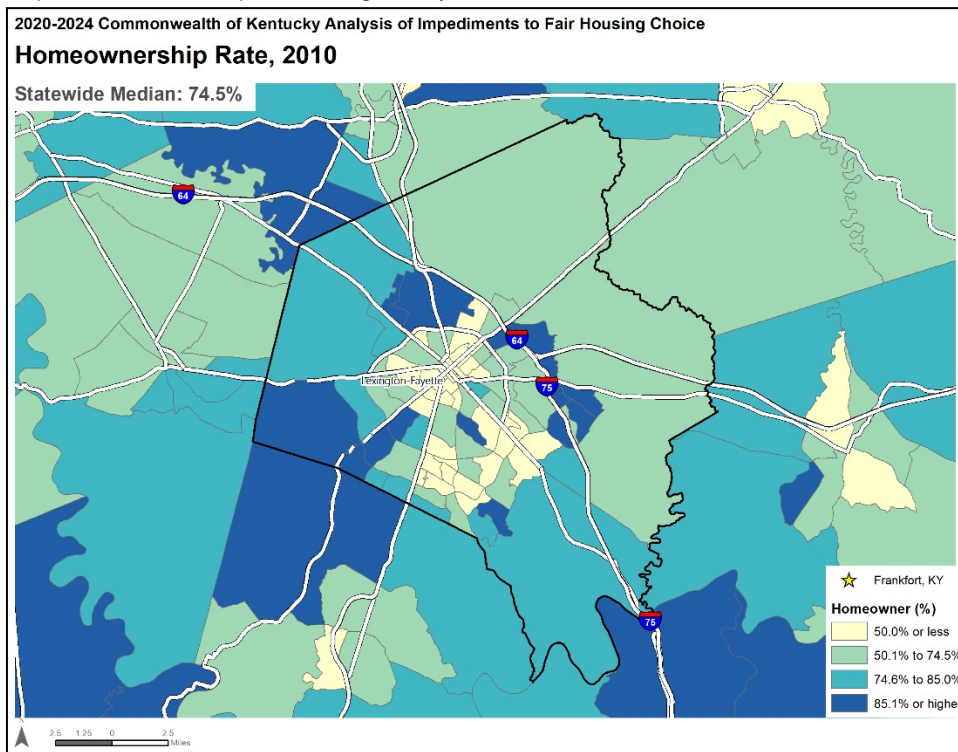 2020-2024 Commonwealth of Kentucky Analysis of Impediments to Fair Housing Choice
Homeownership Rate, 2010
Statewide Median: 74.5%
64
64
Lexington-Fayette
75
75
Frankfort, KY
Homeowner (%)
50.0% or less
50.1% to 74.5%
74.6% to 85.0%
85.1% or higher
2.5 1.25 0 2.5
Miles